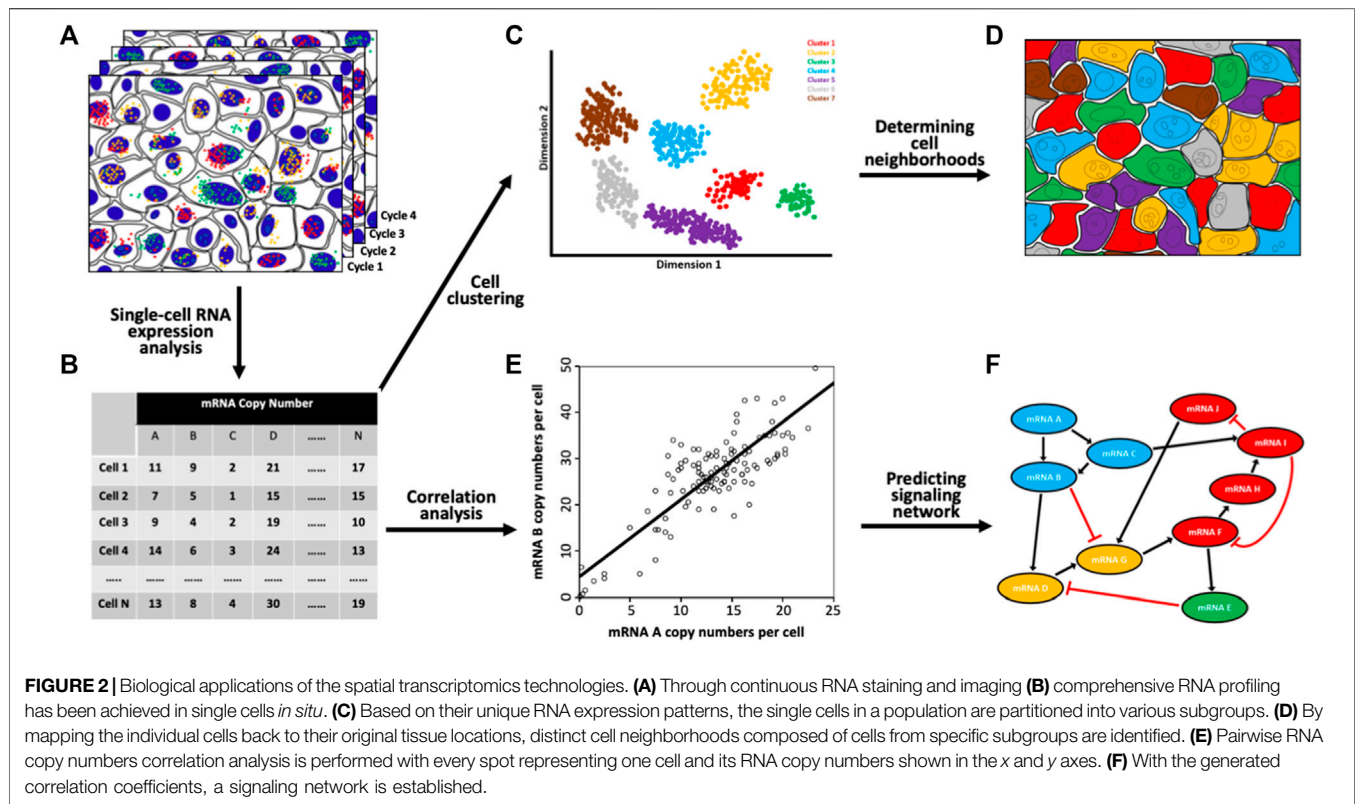 A
Cycle 4
Cycle 3
Cycle 2
Cycle 1
Single-cell RNA
expression
analysis
B
mRNA Copy Number
A B C D ...... N
Cell 1 11 9 2 21 ...... 17
Cell 2 7 5 1 15 ...... 15
Cell 3 9 4 2 19 ...... 10
Cell 4 14 6 3 24 ...... 13
..... ...... ...... ...... ...... ...... ......
Cell N 13 8 4 30 ...... 19
Cell
clustering
Correlation
analysis
C
Cluster 1
Cluster 2
Cluster 3
Cluster 4
Cluster 5
Cluster 6
Cluster 7
Dimension 2
Dimension 1
Determining
cell
neighborhoods
D
E
mRNA B copy numbers per cell
50
40
30
20
10
0
0 5 10 15 20 25
mRNA A copy numbers per cell
Predicting
signaling
network
F
mRNA A
mRNA J
mRNA C
mRNA I
mRNA B
mRNA H
mRNA F
mRNA G
mRNA D
mRNA E
FIGURE 2 | Biological applications of the spatial transcriptomics technologies. (A) Through continuous RNA staining and imaging (B) comprehensive RNA profiling
has been achieved in single cells in situ. (C) Based on their unique RNA expression patterns, the single cells in a population are partitioned into various subgroups. (D) By
mapping the individual cells back to their original tissue locations, distinct cell neighborhoods composed of cells from specific subgroups are identified. (E) Pairwise RNA
copy numbers correlation analysis is performed with every spot representing one cell and its RNA copy numbers shown in the x and y axes. (F) With the generated
correlation coefficients, a signaling network is established.